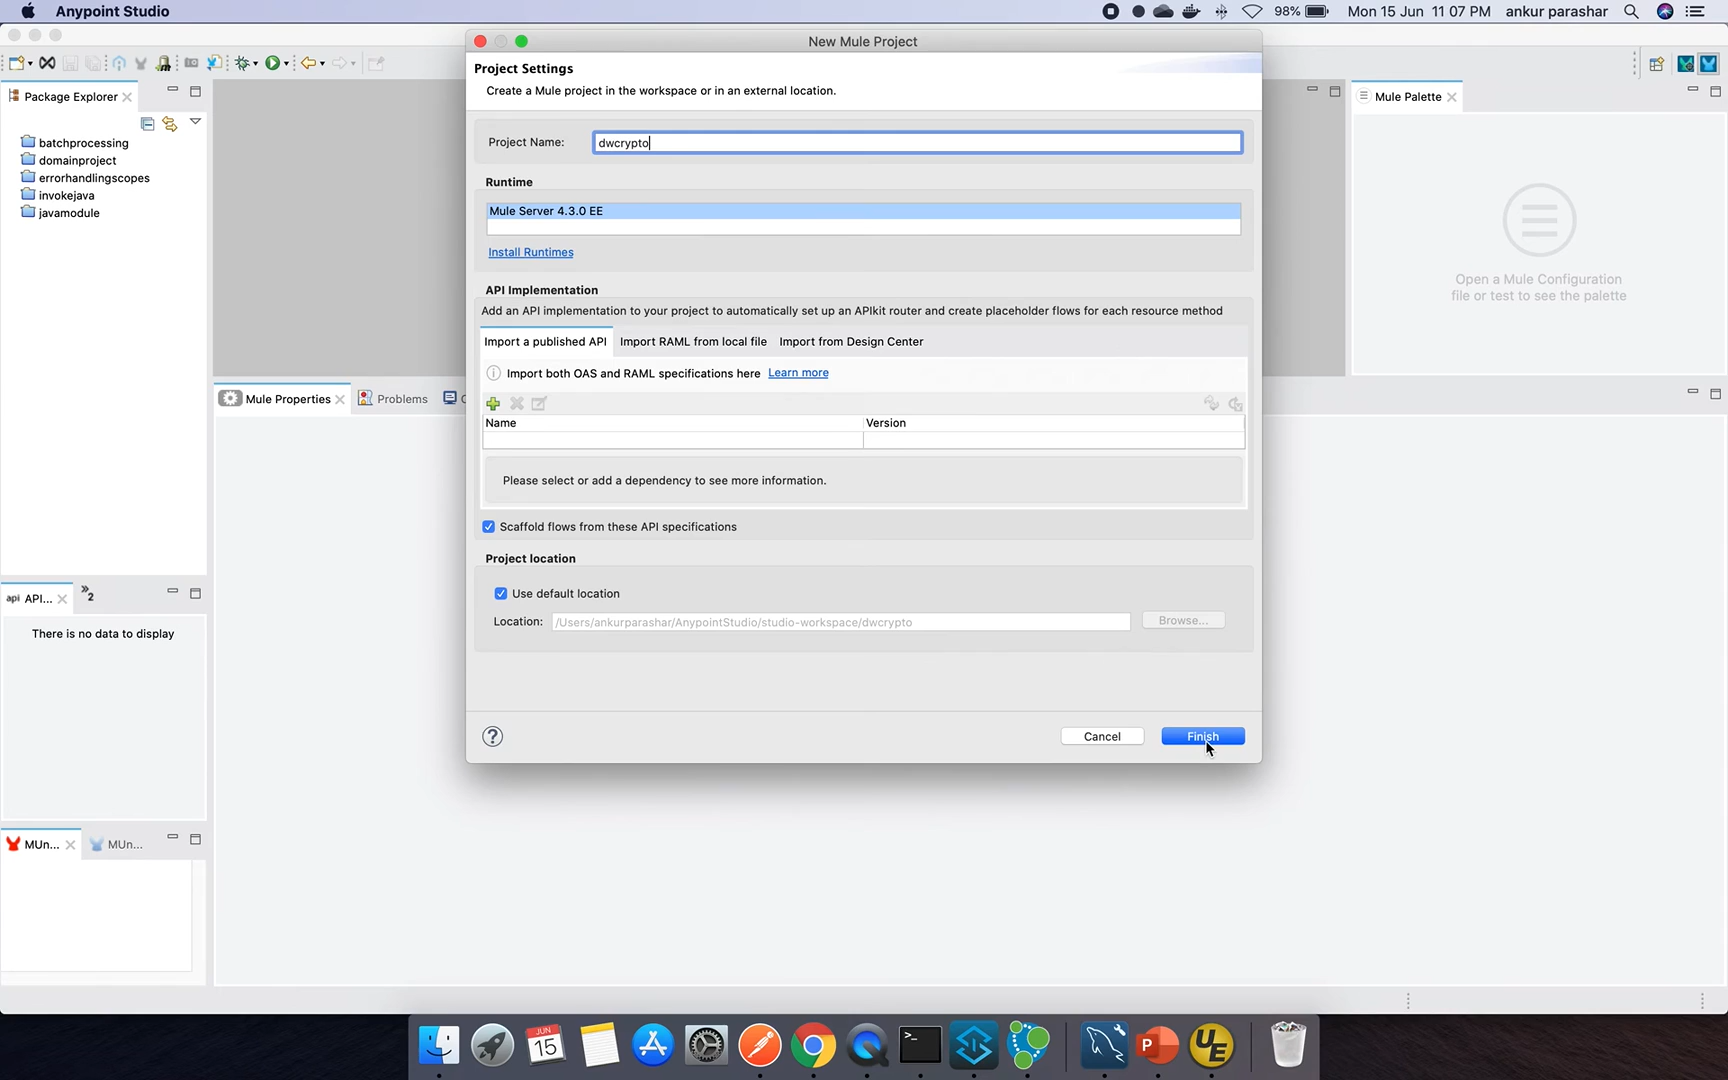 Anypoint Studio
98%
Mon 15 Jun 11:07 PM
ankur parashar
New Mule Project
Project Settings
Create a Mule project in the workspace or in an external location.
Package Explorer
batchprocessing
domainproject
errorhandlingscopes
invokejava
javamodule
Project Name:
dwcrypto
Runtime
Mule Server 4.3.0 EE
Install Runtimes
API Implementation
Add an API implementation to your project to automatically set up an APIkit router and create placeholder flows for each resource method
Import a published API
Import RAML from local file
Import from Design Center
Import both OAS and RAML specifications here
Learn more
Name
Version
Please select or add a dependency to see more information.
Scaffold flows from these API specifications
Project location
Use default location
Location:
/Users/ankurparashar/AnypointStudio/studio-workspace/dwcrypto
Browse...
?
Cancel
Finish
Mule Palette
Open a Mule Configuration
file or test to see the palette
Mule Properties
Problems
C
api API...
»2
There is no data to display
MUn...
MUn...
JUN
15
>_
P
UE